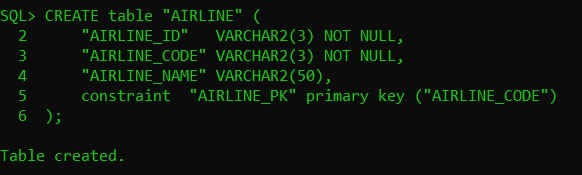 SQL> CREATE table "AIRLINE" (
  2      "AIRLINE_ID"   VARCHAR2(3) NOT NULL,
  3      "AIRLINE_CODE" VARCHAR2(3) NOT NULL,
  4      "AIRLINE_NAME" VARCHAR2(50),
  5      constraint  "AIRLINE_PK" primary key ("AIRLINE_CODE")
  6  );
Table created.